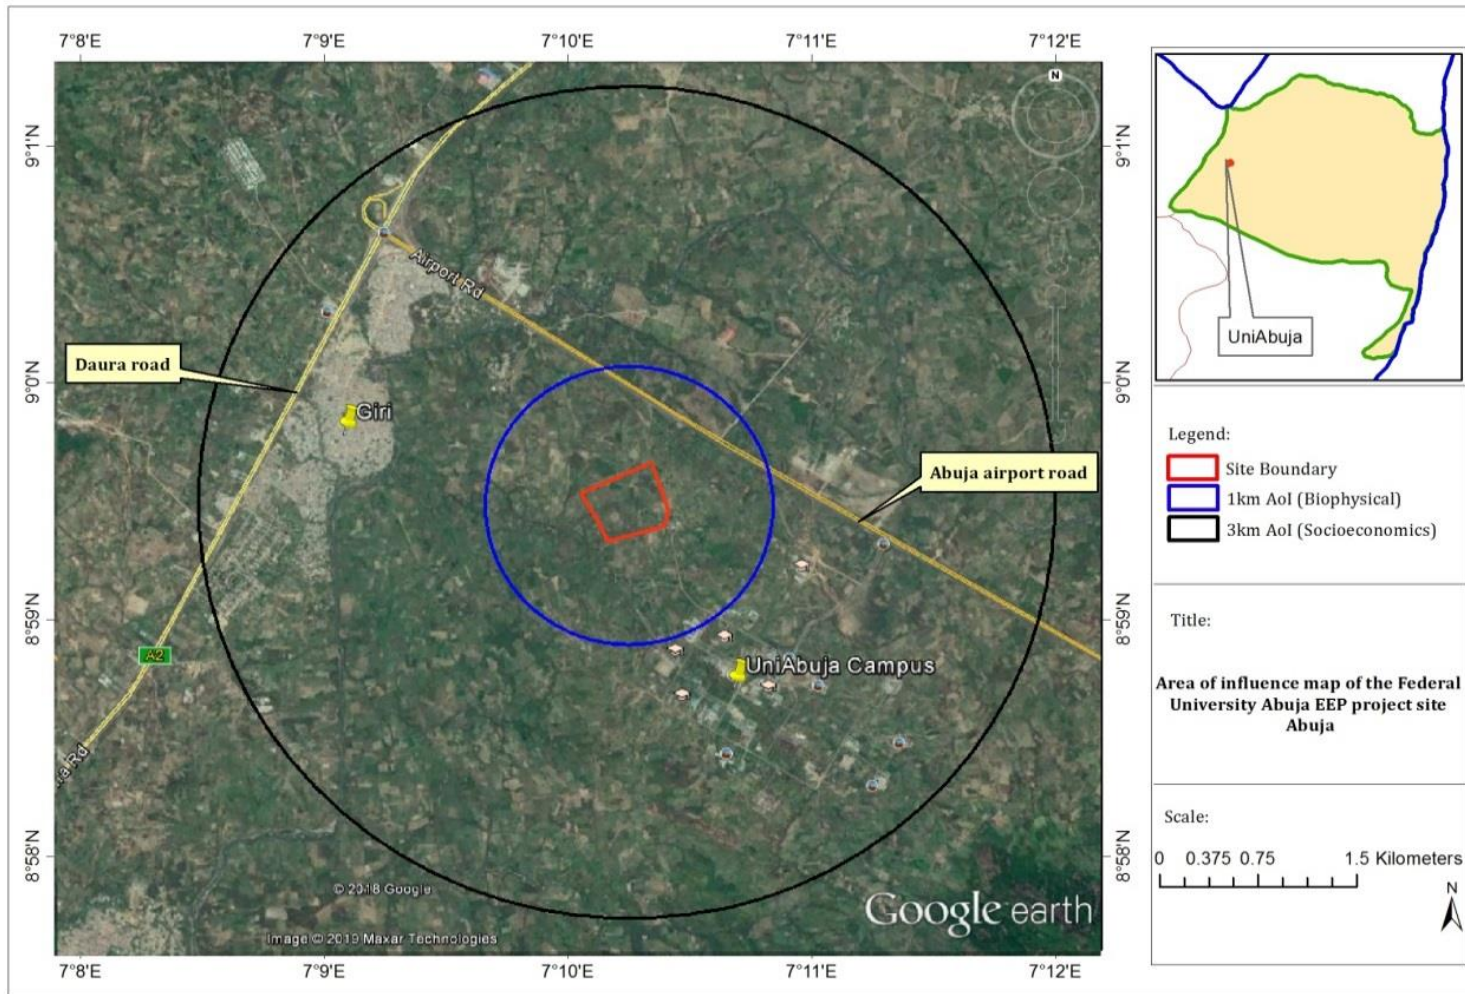 7°8'E
7°9'E
7°10'E
7°11'E
7°12'E
9°1'N
9°0'N
8°59'N
8°58'N
9°1'N
9°0'N
8°59'N
8°58'N
N
Airport Rd
Daura road
Giri
Abuja airport road
A2
UniAbuja Campus
Rd
© 2018 Google
Google earth
Image © 2019 Maxar Technologies
7°8'E
7°9'E
7°10'E
7°11'E
7°12'E
UniAbuja
Legend:
Site Boundary
1km AoI (Biophysical)
3km AoI (Socioeconomics)
Title:
Area of influence map of the Federal
University Abuja EEP project site
Abuja
Scale:
0 0.375 0.75 1.5 Kilometers
N